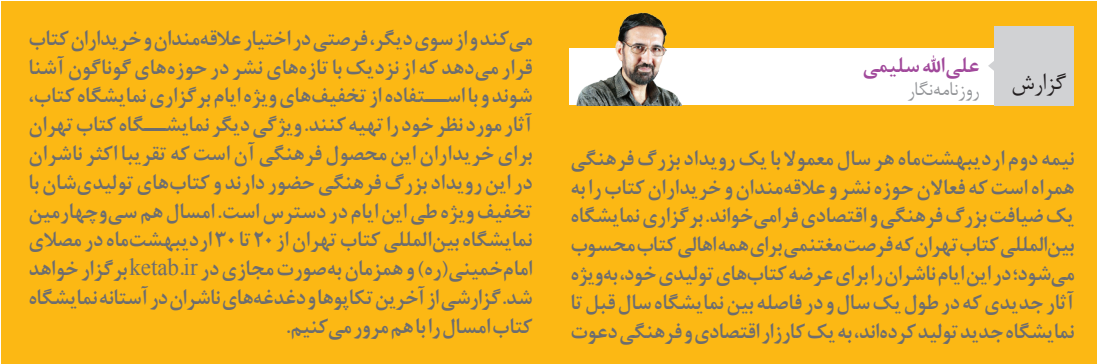 گزارش
علی‌الله سلیمی
روزنامه‌نگار
نیمه دوم اردیبهشت‌ماه هر سال معمولا با یک رویداد بزرگ فرهنگی
همراه است که فعالان حوزه نشر و علاقه‌مندان و خریداران کتاب را به
یک ضیافت بزرگ فرهنگی و اقتصادی فرامی‌خواند. برگزاری نمایشگاه
بین‌المللی کتاب تهران که فرصت مغتنمی برای همه اهالی کتاب محسوب
می‌شود؛ در این ایام ناشران را برای عرضه کتاب‌های تولیدی خود، به‌ویژه
آثار جدیدی که در طول یک سال و در فاصله بین نمایشگاه سال قبل تا
نمایشگاه جدید تولید کرده‌اند، به یک کارزار اقتصادی و فرهنگی دعوت
می‌کند و از سوی دیگر، فرصتی در اختیار علاقه‌مندان و خریداران کتاب
قرار می‌دهد که از نزدیک با تازه‌های نشر در حوزه‌های گوناگون آشنا
شوند و با استفاده از تخفیف‌های ویژه ایام برگزاری نمایشگاه کتاب،
آثار مورد نظر خود را تهیه کنند. ویژگی دیگر نمایشگاه کتاب تهران
برای خریداران این محصول فرهنگی آن است که تقریبا اکثر ناشران
در این رویداد بزرگ فرهنگی حضور دارند و کتاب‌های تولیدی‌شان با
تخفیف ویژه طی این ایام در دسترس است. امسال هم سی‌وچهارمین
نمایشگاه بین‌المللی کتاب تهران از ۲۰ تا ۳۰ اردیبهشت‌ماه در مصلای
امام‌خمینی(ره) و همزمان به‌صورت مجازی در ketab.ir برگزار خواهد
شد. گزارشی از آخرین تکاپوها و دغدغه‌های ناشران در آستانه نمایشگاه
کتاب امسال را با هم مرور می‌کنیم.